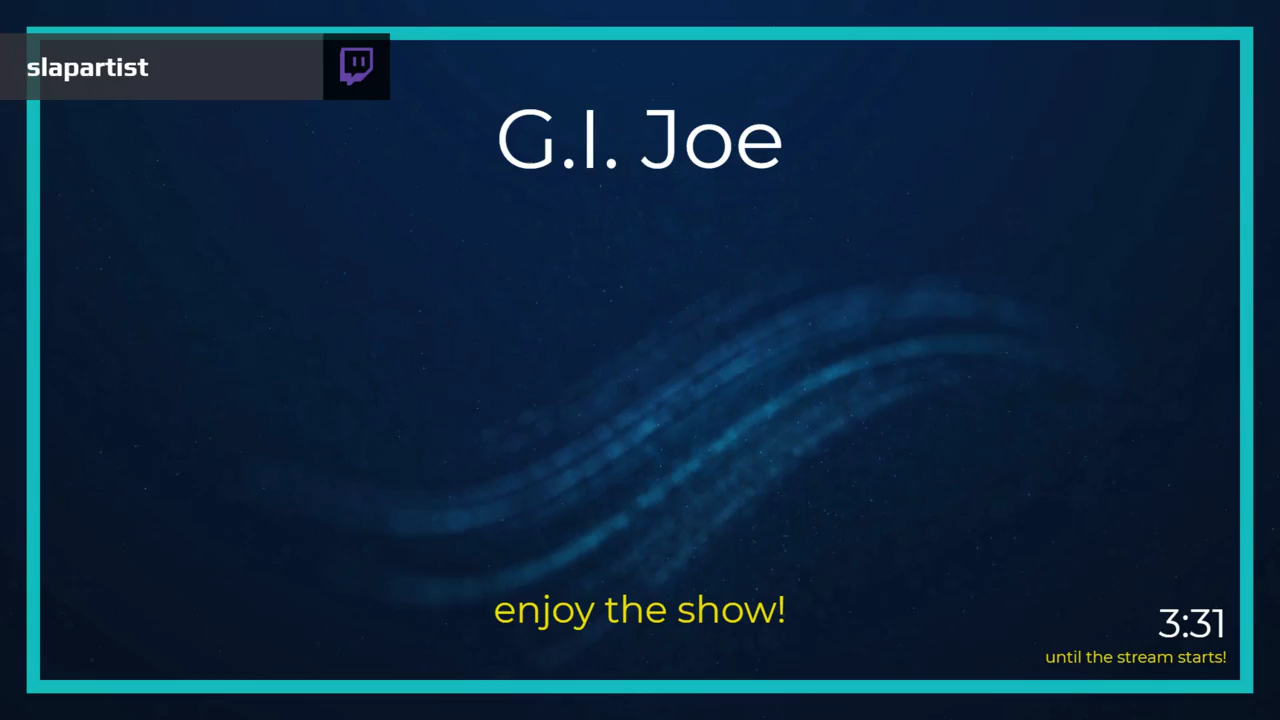 slapartist
G.I. Joe
enjoy the show!
3:31
until the stream starts!